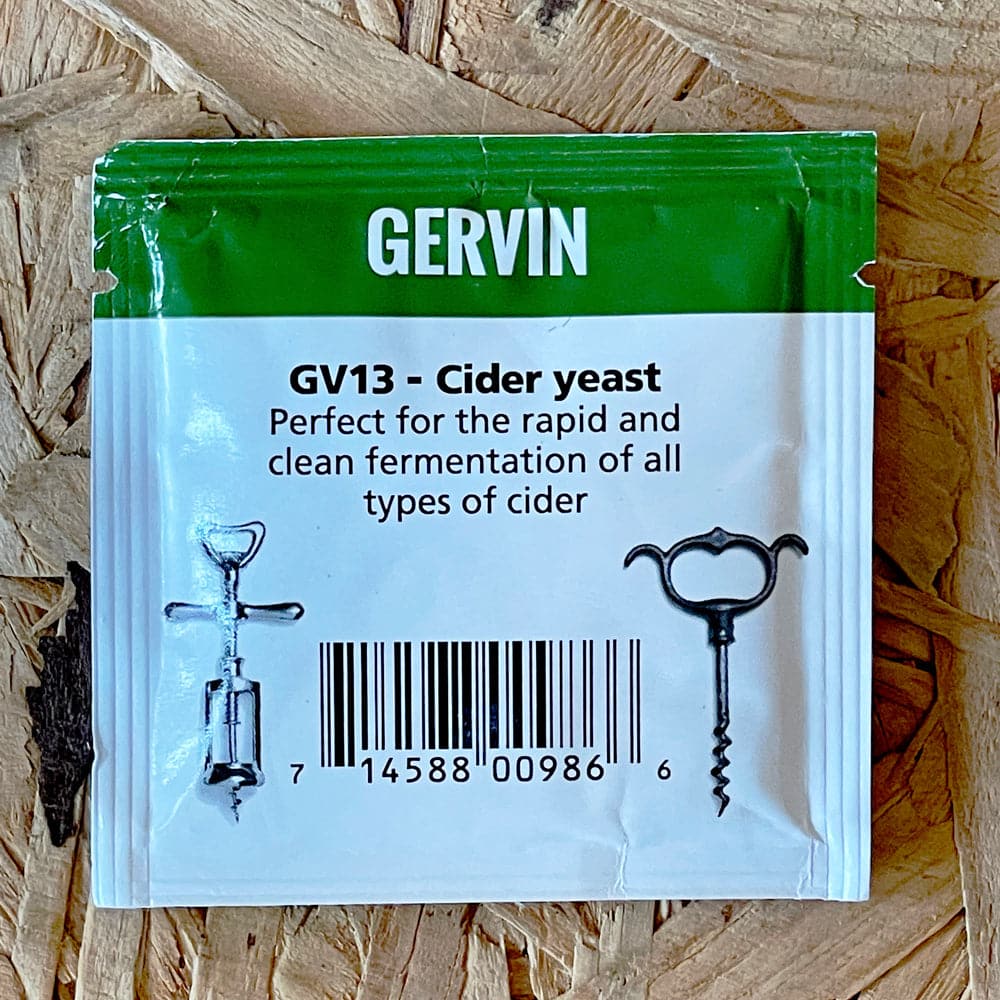 GERVIN
GV13 - Cider yeast
Perfect for the rapid and
clean fermentation of all
types of cider
7 14588 00986 6